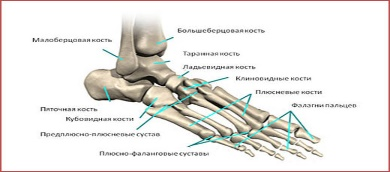 Большеберцовая кость
Малоберцовая кость
Таранная кость
Ладьевидная кость
Клиновидные кости
Плюсневые кости
Фаланги пальцев
Пяточная кость
Кубовидная кость
Предплюсно-плюсневые сустав
Плюсно-фаланговые суставы